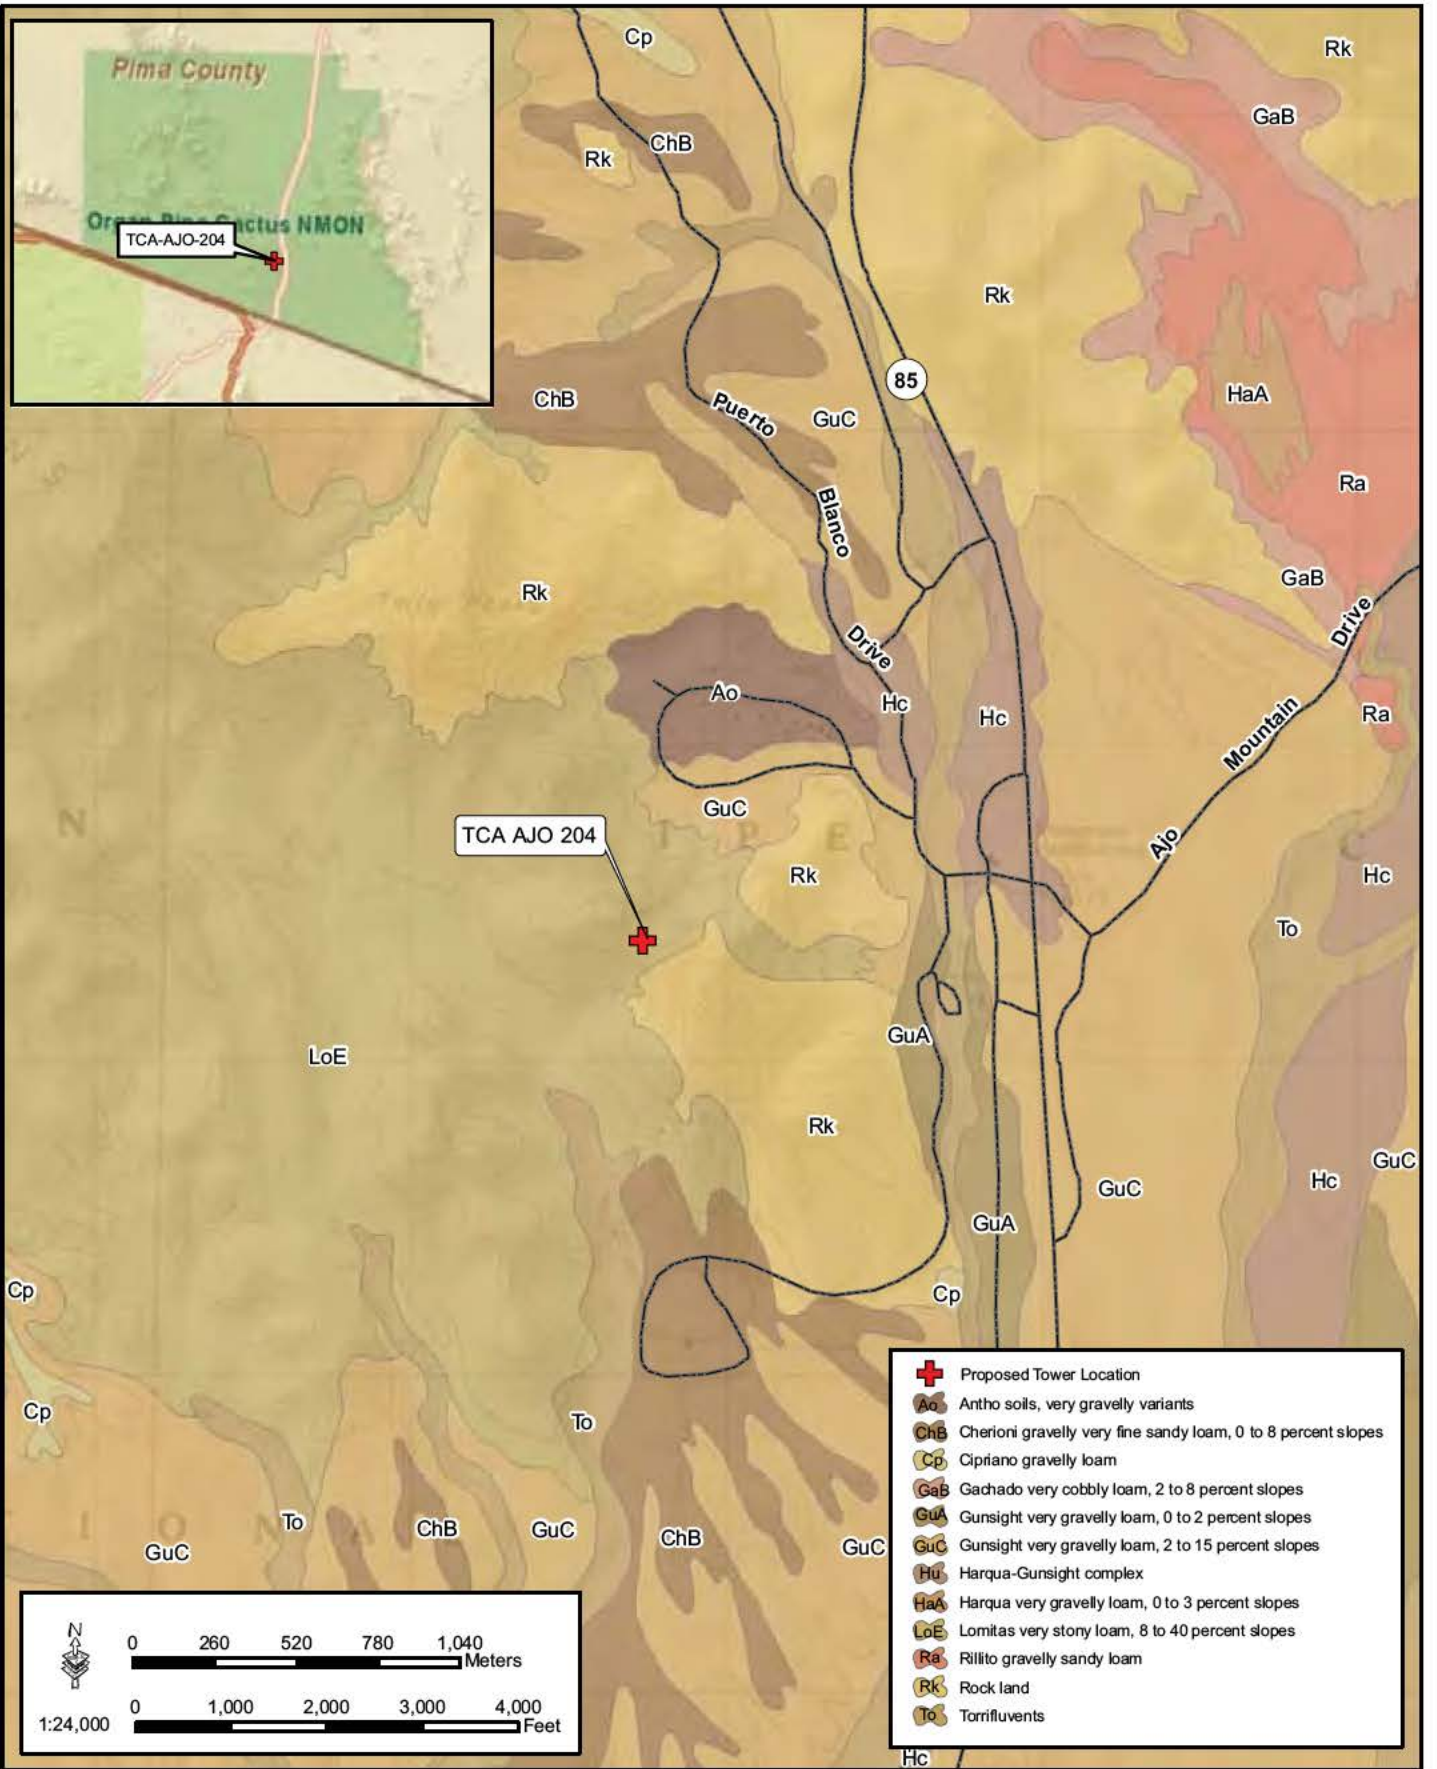 Pima County
Organ Pipe Cactus NMON
TCA-AJO-204
Cp
Rk
ChB
GaB
Rk
Rk
HaA
85
ChB
Puerto
GuC
Ra
Blanco
GaB
Rk
Drive
Drive
Ao
Hc
Hc
Ra
Mountain
GuC
N
TCA AJO 204
I P E
Ajo
C
Rk
Hc
To
GuA
LoE
Rk
GuC
Hc
GuC
GuA
Cp
Cp
Cp
To
To
ChB
GuC
ChB
GuC
GuC
I O N A
Hc
Proposed Tower Location
Ao Antho soils, very gravelly variants
ChB Cherioni gravelly very fine sandy loam, 0 to 8 percent slopes
Cp Cipriano gravelly loam
GaB Gachado very cobbly loam, 2 to 8 percent slopes
GuA Gunsight very gravelly loam, 0 to 2 percent slopes
GuC Gunsight very gravelly loam, 2 to 15 percent slopes
Hu Harqua-Gunsight complex
HaA Harqua very gravelly loam, 0 to 3 percent slopes
LoE Lomitas very stony loam, 8 to 40 percent slopes
Ra Rillito gravelly sandy loam
Rk Rock land
To Torrifluvents
N
0 260 520 780 1,040
Meters
0 1,000 2,000 3,000 4,000
1:24,000 Feet